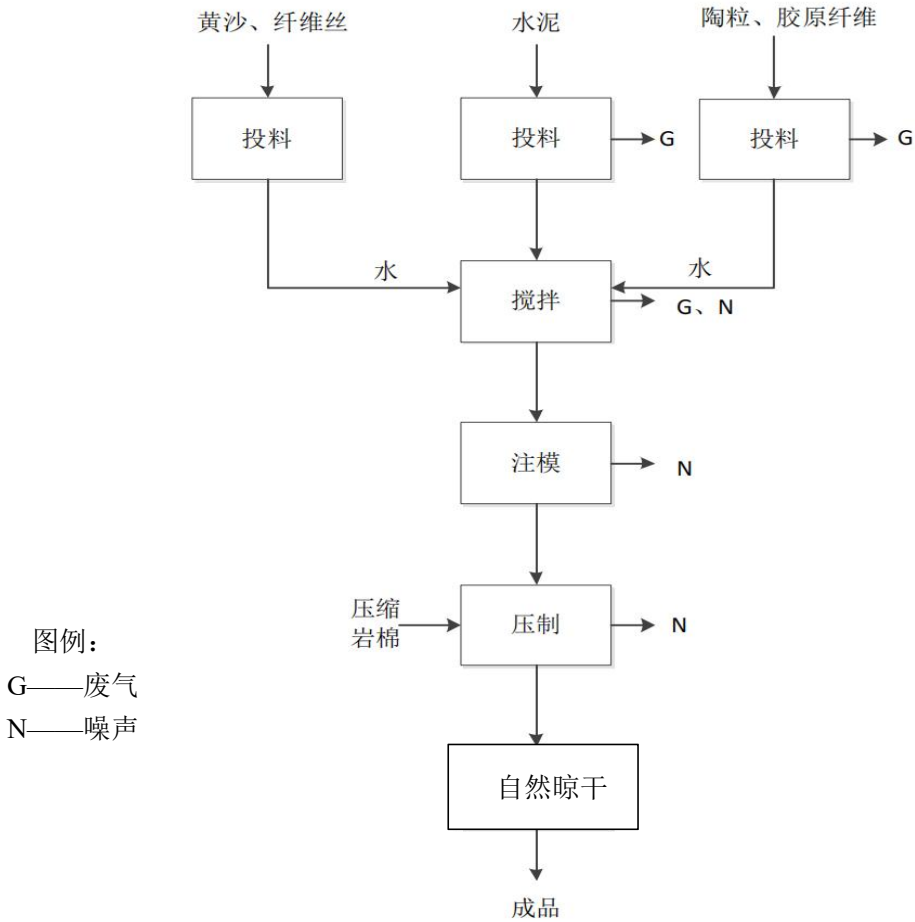 黄沙、纤维丝
水泥
陶粒、胶原纤维
投料
投料
G
投料
G
水
水
搅拌
G、N
注模
N
压缩
岩棉
压制
N
图例：
G——废气
N——噪声
自然晾干
成品